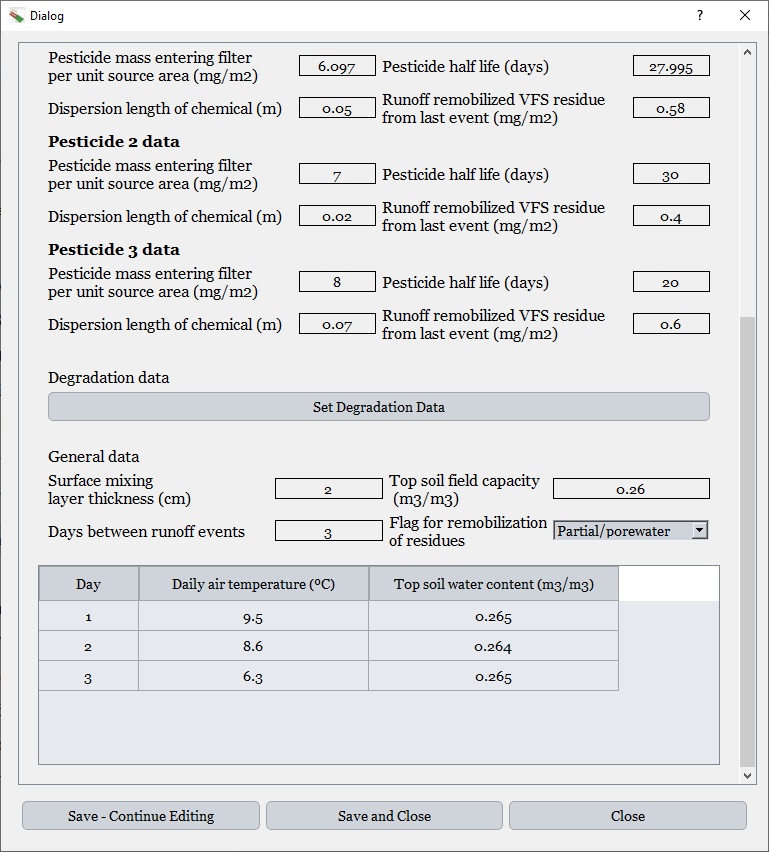 Dialog
?
Pesticide mass entering filter
per unit source area (mg/m2)
6.097
Pesticide half life (days)
27.995
Dispersion length of chemical (m)
0.05
Runoff remobilized VFS residue
from last event (mg/m2)
0.58
Pesticide 2 data
Pesticide mass entering filter
per unit source area (mg/m2)
7
Pesticide half life (days)
30
Dispersion length of chemical (m)
0.02
Runoff remobilized VFS residue
from last event (mg/m2)
0.4
Pesticide 3 data
Pesticide mass entering filter
per unit source area (mg/m2)
8
Pesticide half life (days)
20
Dispersion length of chemical (m)
0.07
Runoff remobilized VFS residue
from last event (mg/m2)
0.6
Degradation data
Set Degradation Data
General data
Surface mixing
layer thickness (cm)
2
Top soil field capacity
(m3/m3)
0.26
Days between runoff events
3
Flag for remobilization
of residues
Partial/porewater
Day Daily air temperature (ºC) Top soil water content (m3/m3)
1 9.5 0.265
2 8.6 0.264
3 6.3 0.265
Save - Continue Editing Save and Close Close